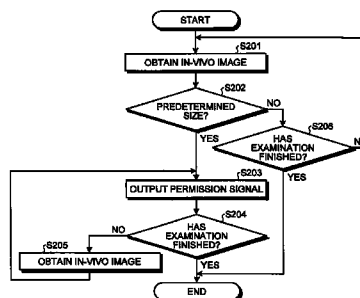 START
S201
OBTAIN IN-VIVO IMAGE
S202
PREDETERMINED
SIZE?
NO
S206
YES
HAS
EXAMINATION
FINISHED?
N
S203
OUTPUT PERMISSION SIGNAL
YES
S204
HAS
EXAMINATION
FINISHED?
NO
S205
OBTAIN IN-VIVO IMAGE
YES
END